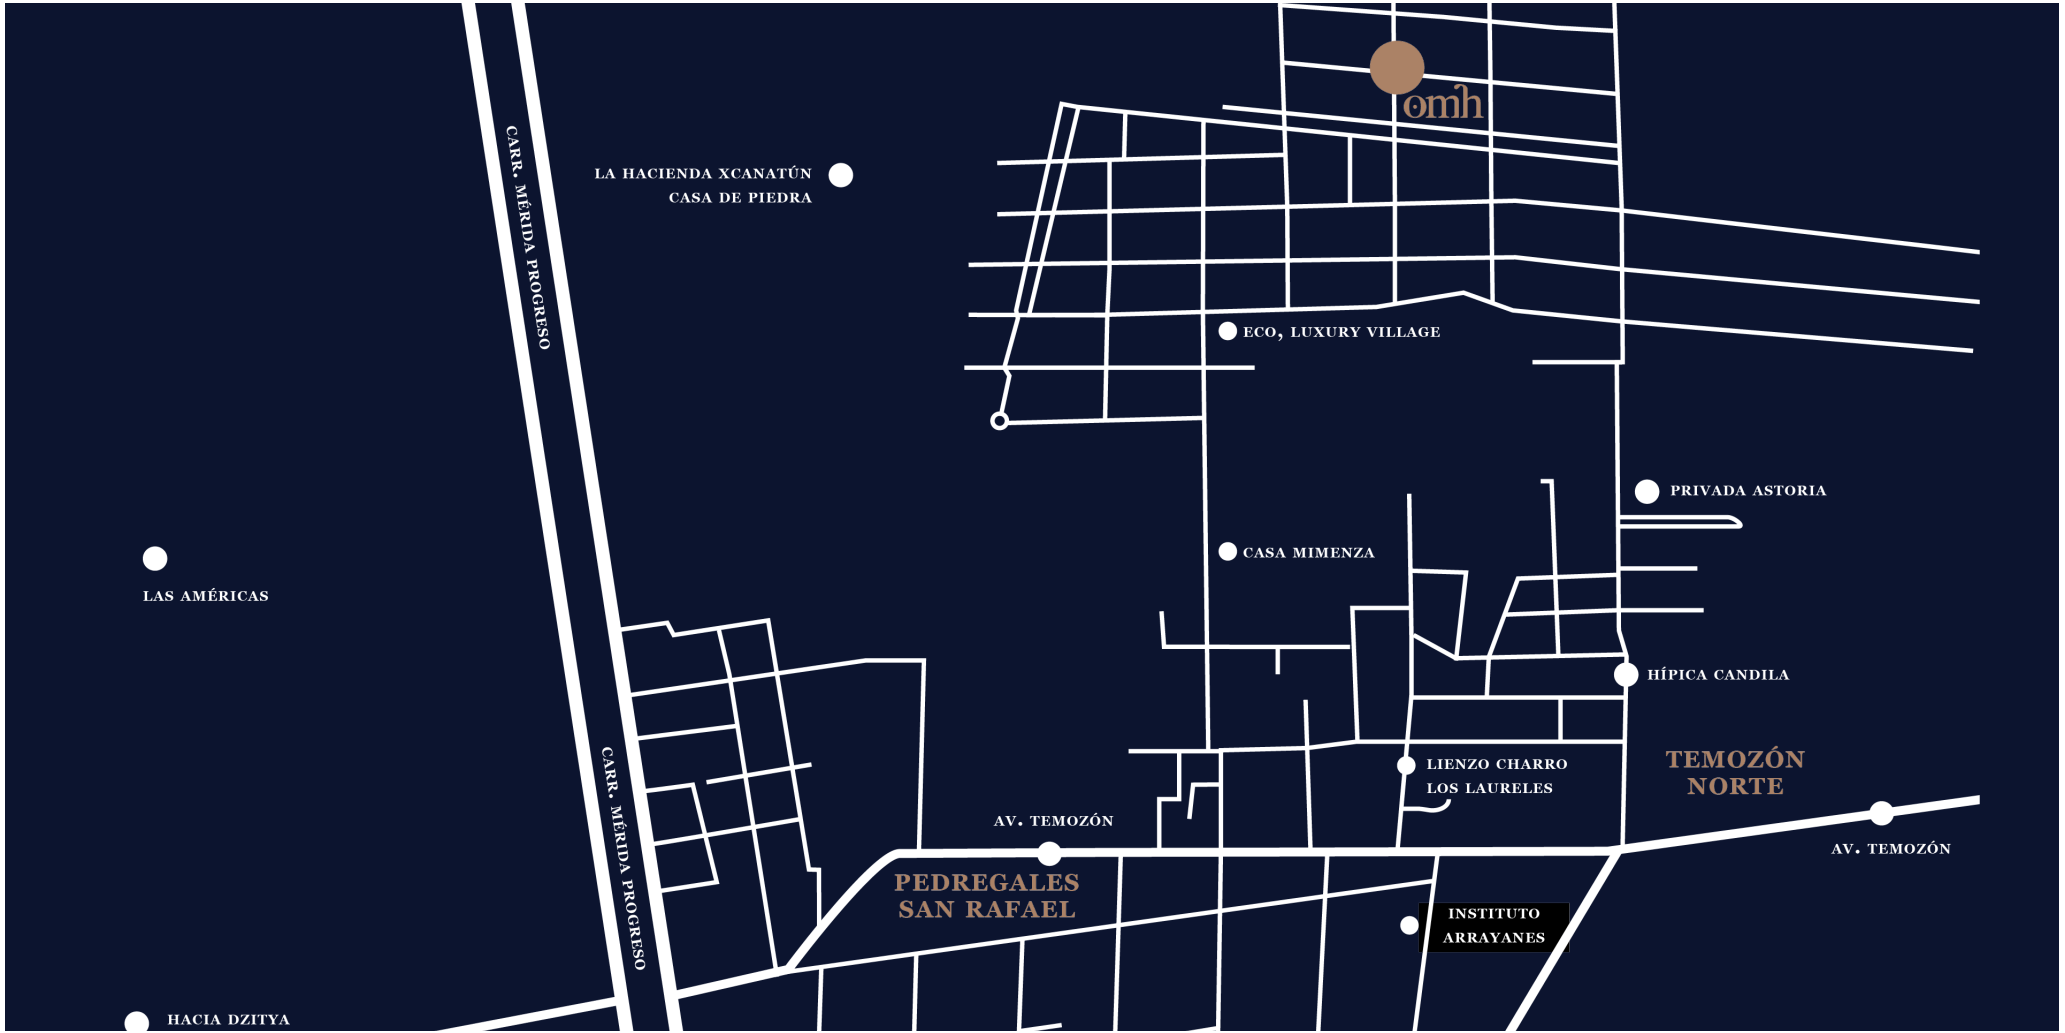 omh
CARR. MÉRIDA PROGRESO
LA HACIENDA XCANATÚN
CASA DE PIEDRA
ECO, LUXURY VILLAGE
PRIVADA ASTORIA
CASA MIMENZA
LAS AMÉRICAS
HÍPICA CANDILA
TEMOZÓN
NORTE
LIENZO CHARRO
LOS LAURELES
CARR. MÉRIDA PROGRESO
AV. TEMOZÓN
AV. TEMOZÓN
PEDREGALES
SAN RAFAEL
INSTITUTO
ARRAYANES
HACIA DZITYA